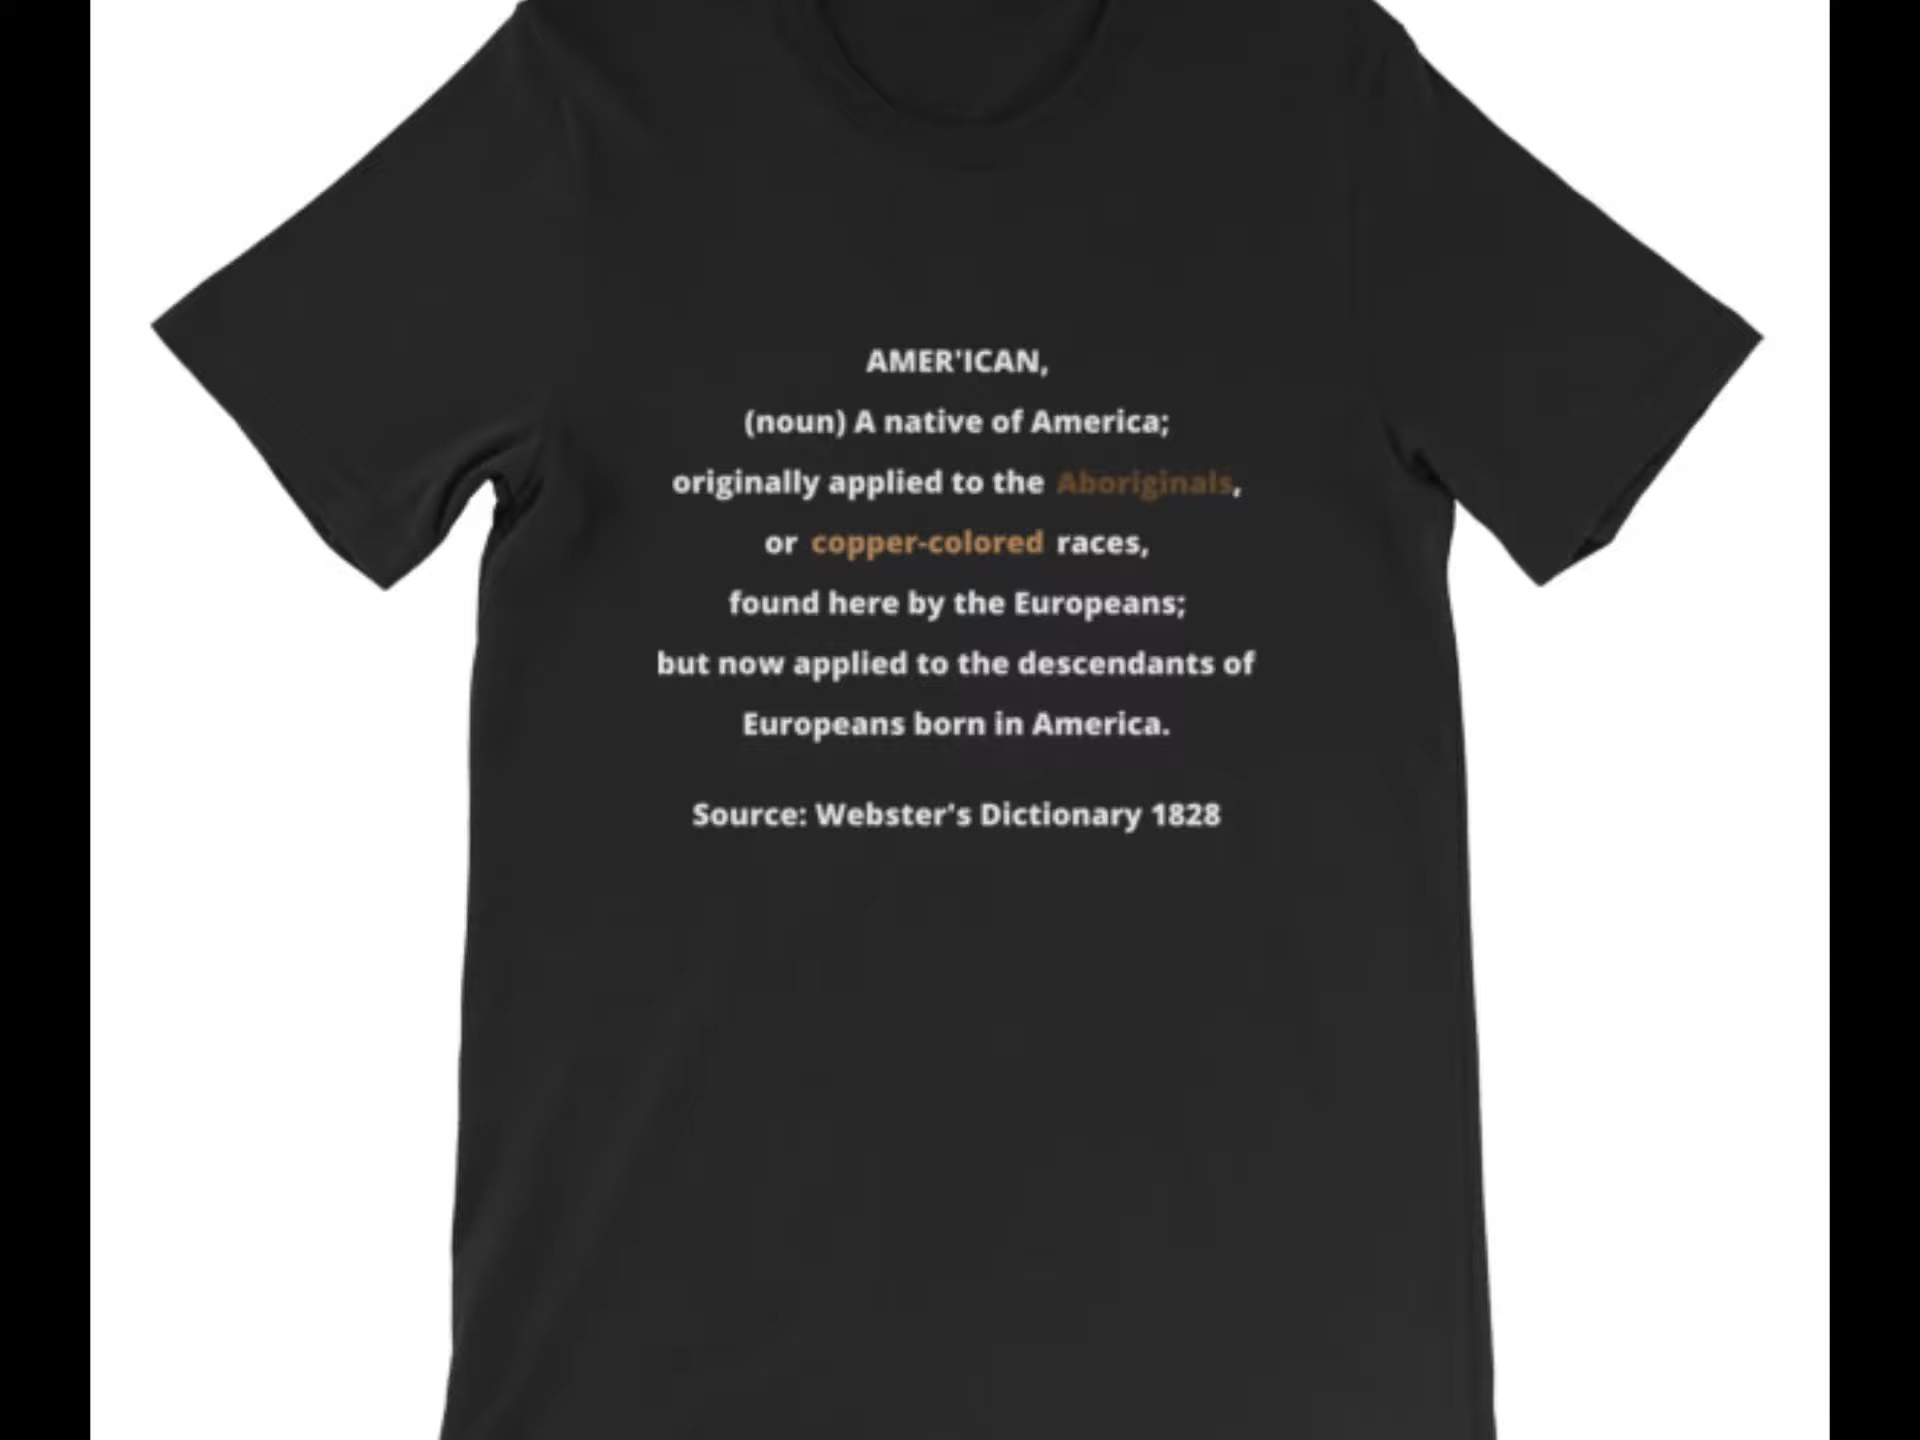 AMER'ICAN,
(noun) A native of America;
originally applied to the Aboriginals,
or copper-colored races,
found here by the Europeans;
but now applied to the descendants of
Europeans born in America.
Source: Webster's Dictionary 1828